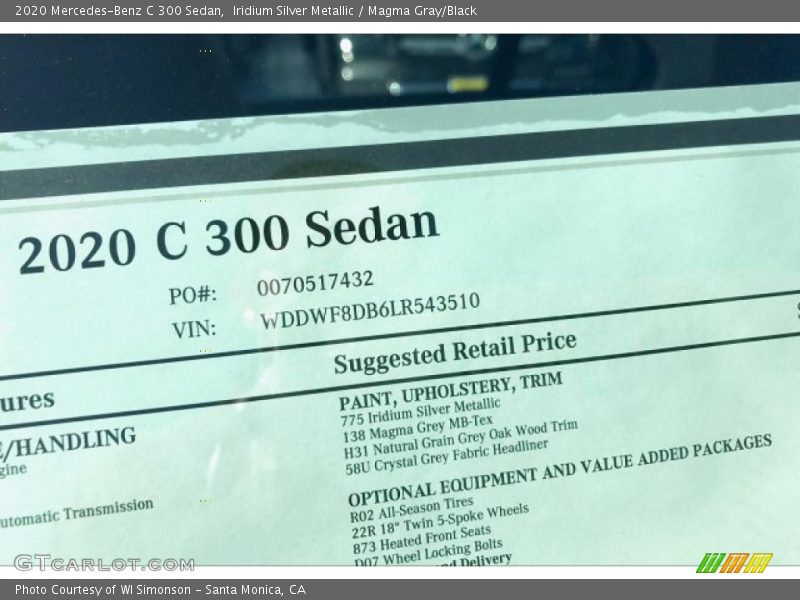 2020 Mercedes-Benz C 300 Sedan, Iridium Silver Metallic / Magma Gray/Black
2020 C 300 Sedan
PO#: 0070517432
VIN: WDDWF8DB6LR543510
ures
Suggested Retail Price
E/HANDLING
gine
utomatic Transmission
PAINT, UPHOLSTERY, TRIM
775 Iridium Silver Metallic
138 Magma Grey MB-Tex
H31 Natural Grain Grey Oak Wood Trim
58U Crystal Grey Fabric Headliner
OPTIONAL EQUIPMENT AND VALUE ADDED PACKAGES
R02 All-Season Tires
22R 18" Twin 5-Spoke Wheels
873 Heated Front Seats
D07 Wheel Locking Bolts
nd Delivery
GTCARLOT.COM
Photo Courtesy of WI Simonson - Santa Monica, CA